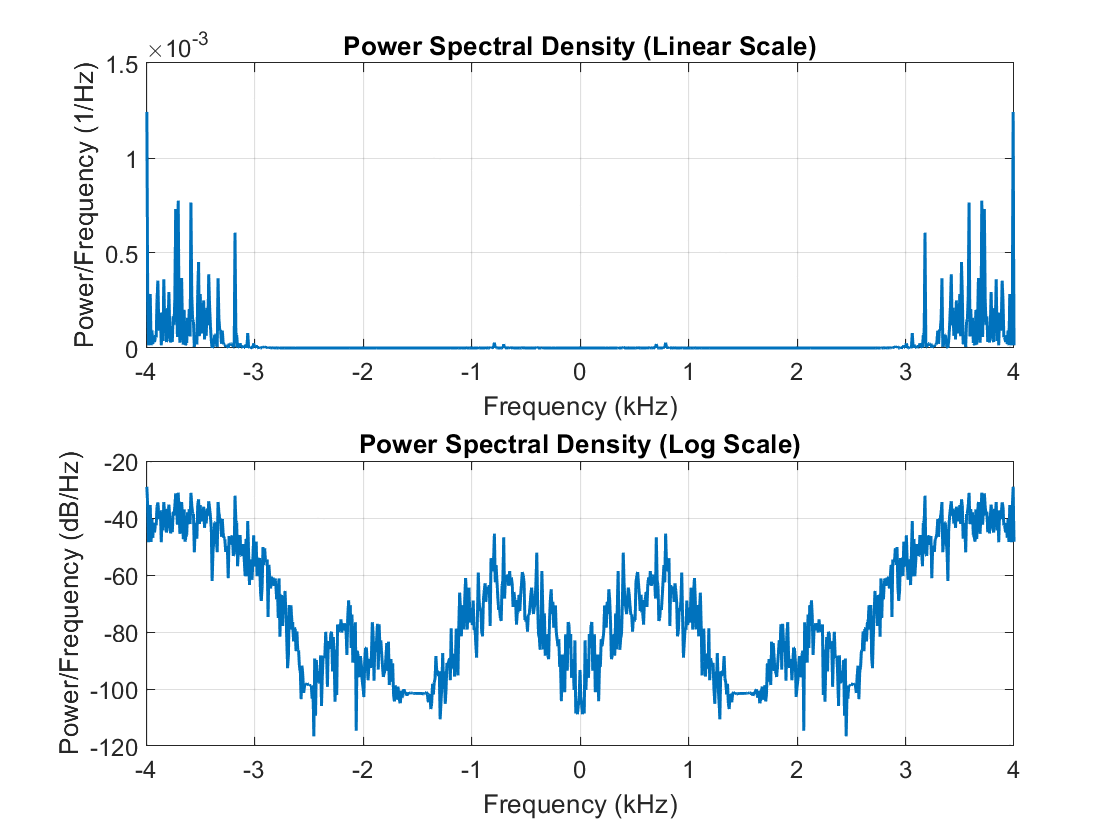 ×10⁻³
Power Spectral Density (Linear Scale)
Power/Frequency (1/Hz)
1.5
1
0.5
0
-4 -3 -2 -1 0 1 2 3 4
Frequency (kHz)
Power Spectral Density (Log Scale)
Power/Frequency (dB/Hz)
-20
-40
-60
-80
-100
-120
-4 -3 -2 -1 0 1 2 3 4
Frequency (kHz)